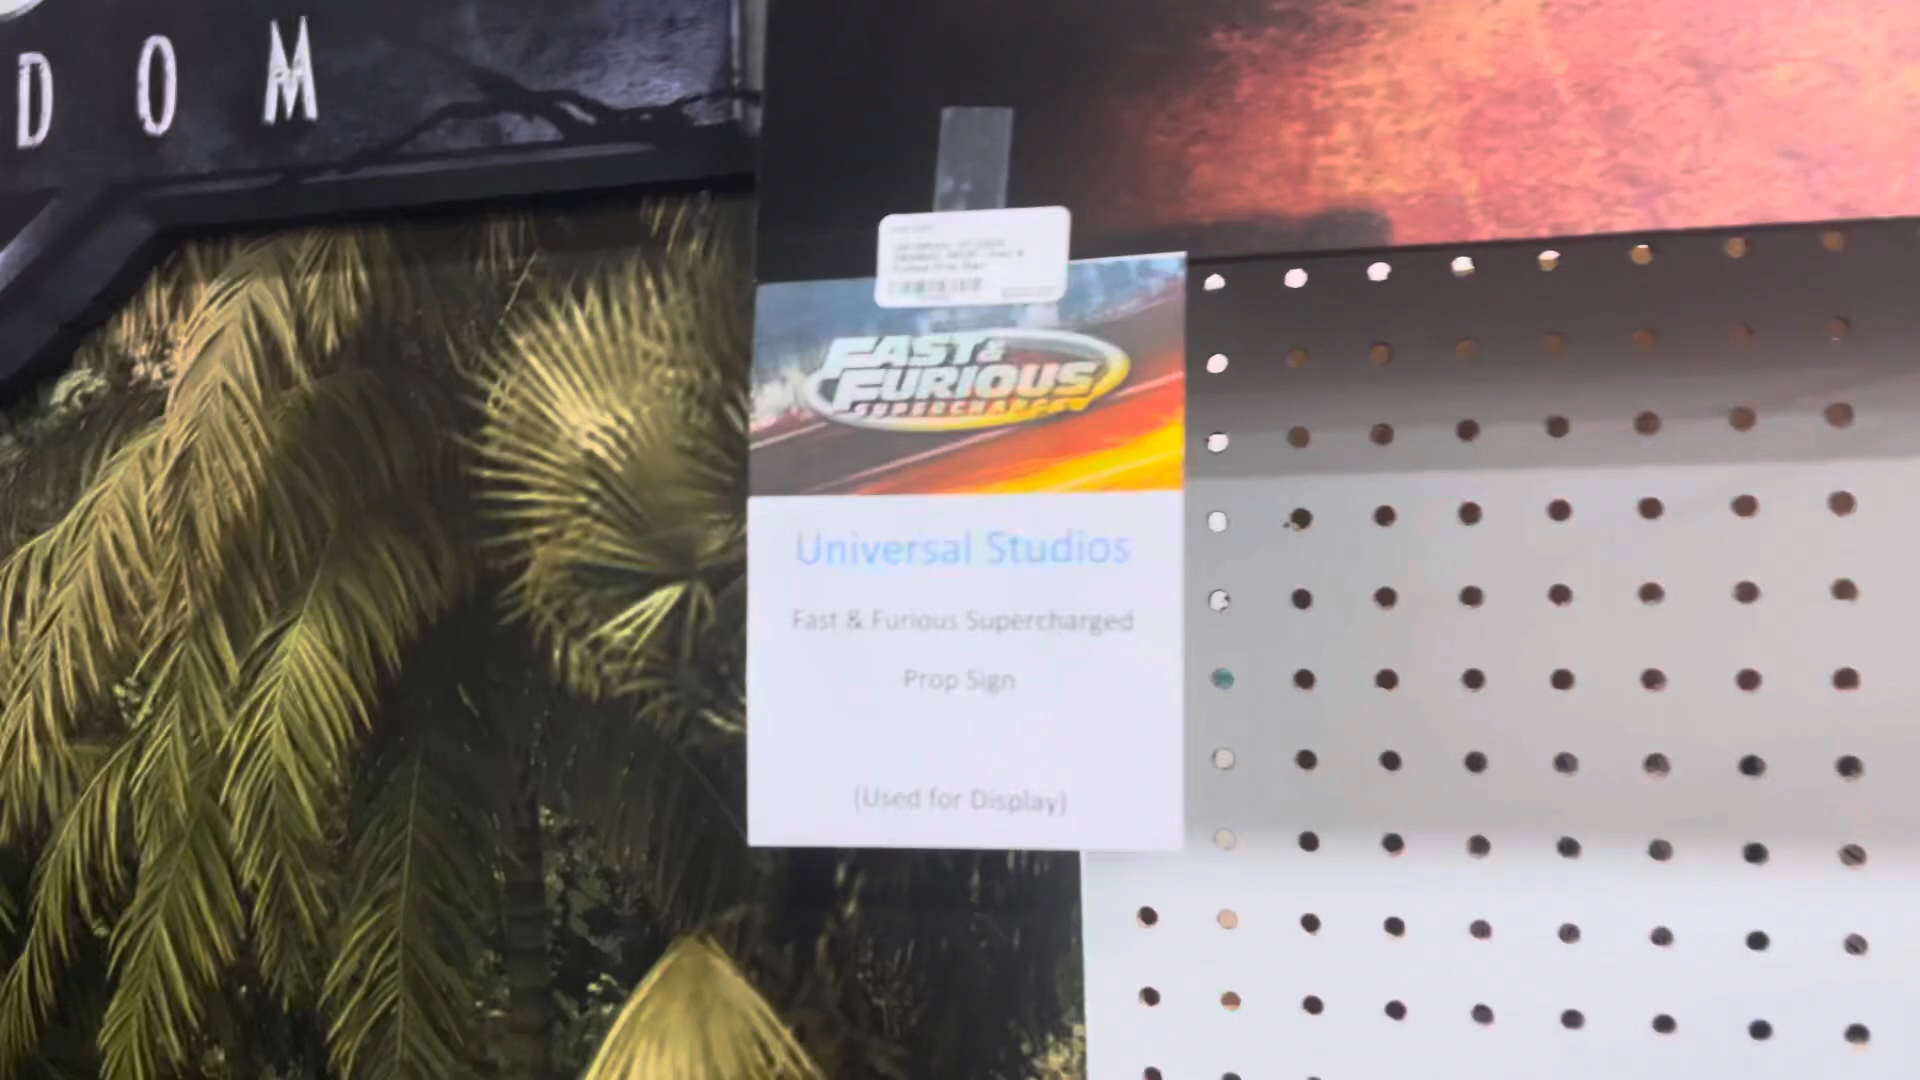 DOM
FAST &
FURIOUS
SUPERCHARGED
Universal Studios
Fast & Furious Supercharged
Prop Sign
(Used for Display)